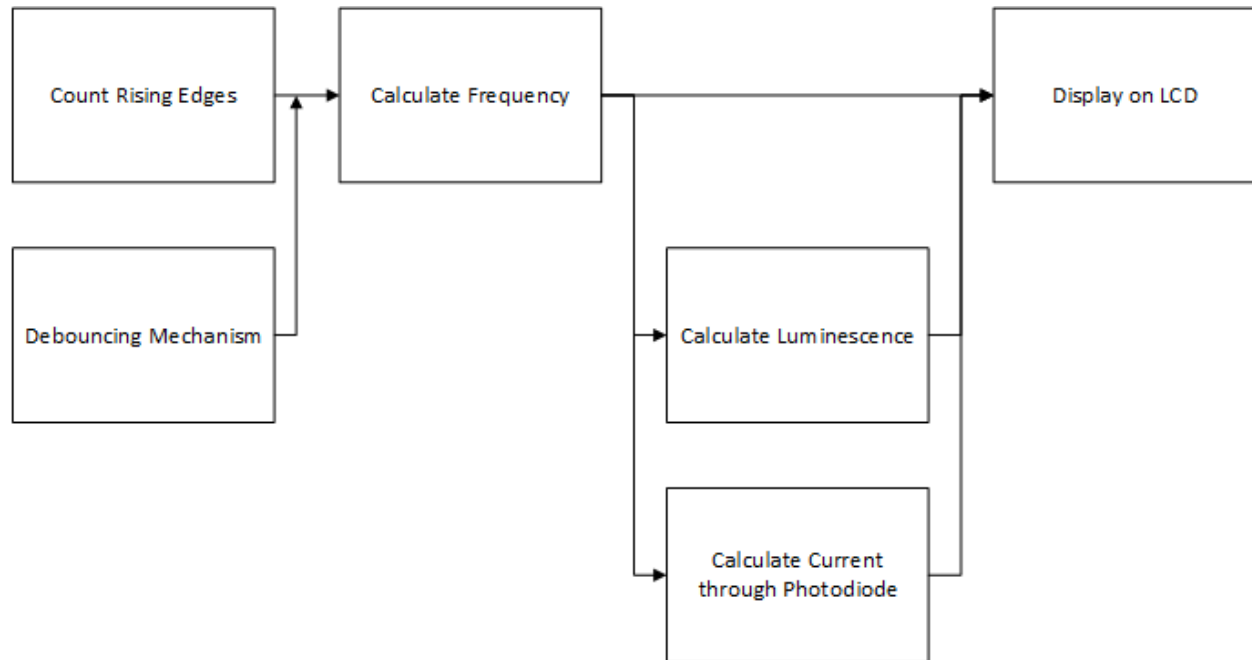 Count Rising Edges
Calculate Frequency
Display on LCD
Debouncing Mechanism
Calculate Luminescence
Calculate Current
through Photodiode